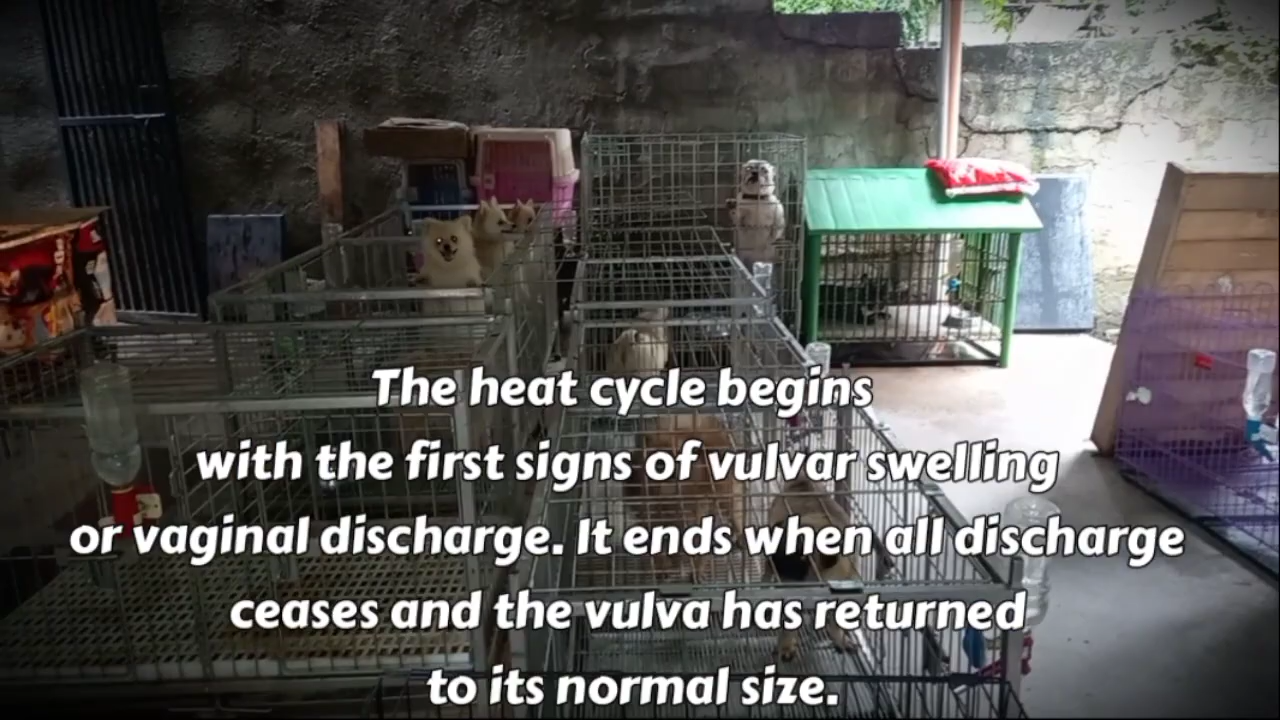 The heat cycle begins
with the first signs of vulvar swelling
or vaginal discharge. It ends when all discharge
ceases and the vulva has returned
to its normal size.